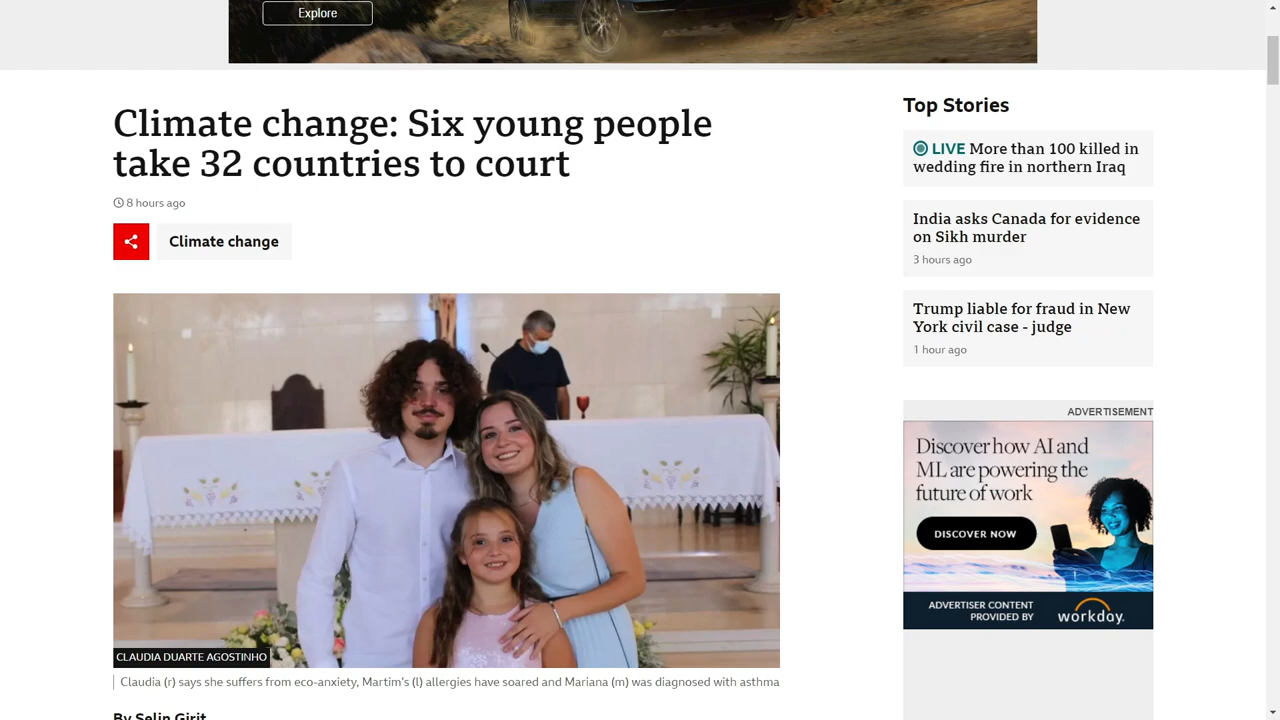 Explore
Climate change: Six young people
take 32 countries to court
8 hours ago
Climate change
CLAUDIA DUARTE AGOSTINHO
Claudia (r) says she suffers from eco-anxiety, Martim's (l) allergies have soared and Mariana (m) was diagnosed with asthma
By Selin Girit
Top Stories
LIVE More than 100 killed in
wedding fire in northern Iraq
India asks Canada for evidence
on Sikh murder
3 hours ago
Trump liable for fraud in New
York civil case - judge
1 hour ago
ADVERTISEMENT
Discover how AI and
ML are powering the
future of work
DISCOVER NOW
ADVERTISER CONTENT
PROVIDED BY
workday.